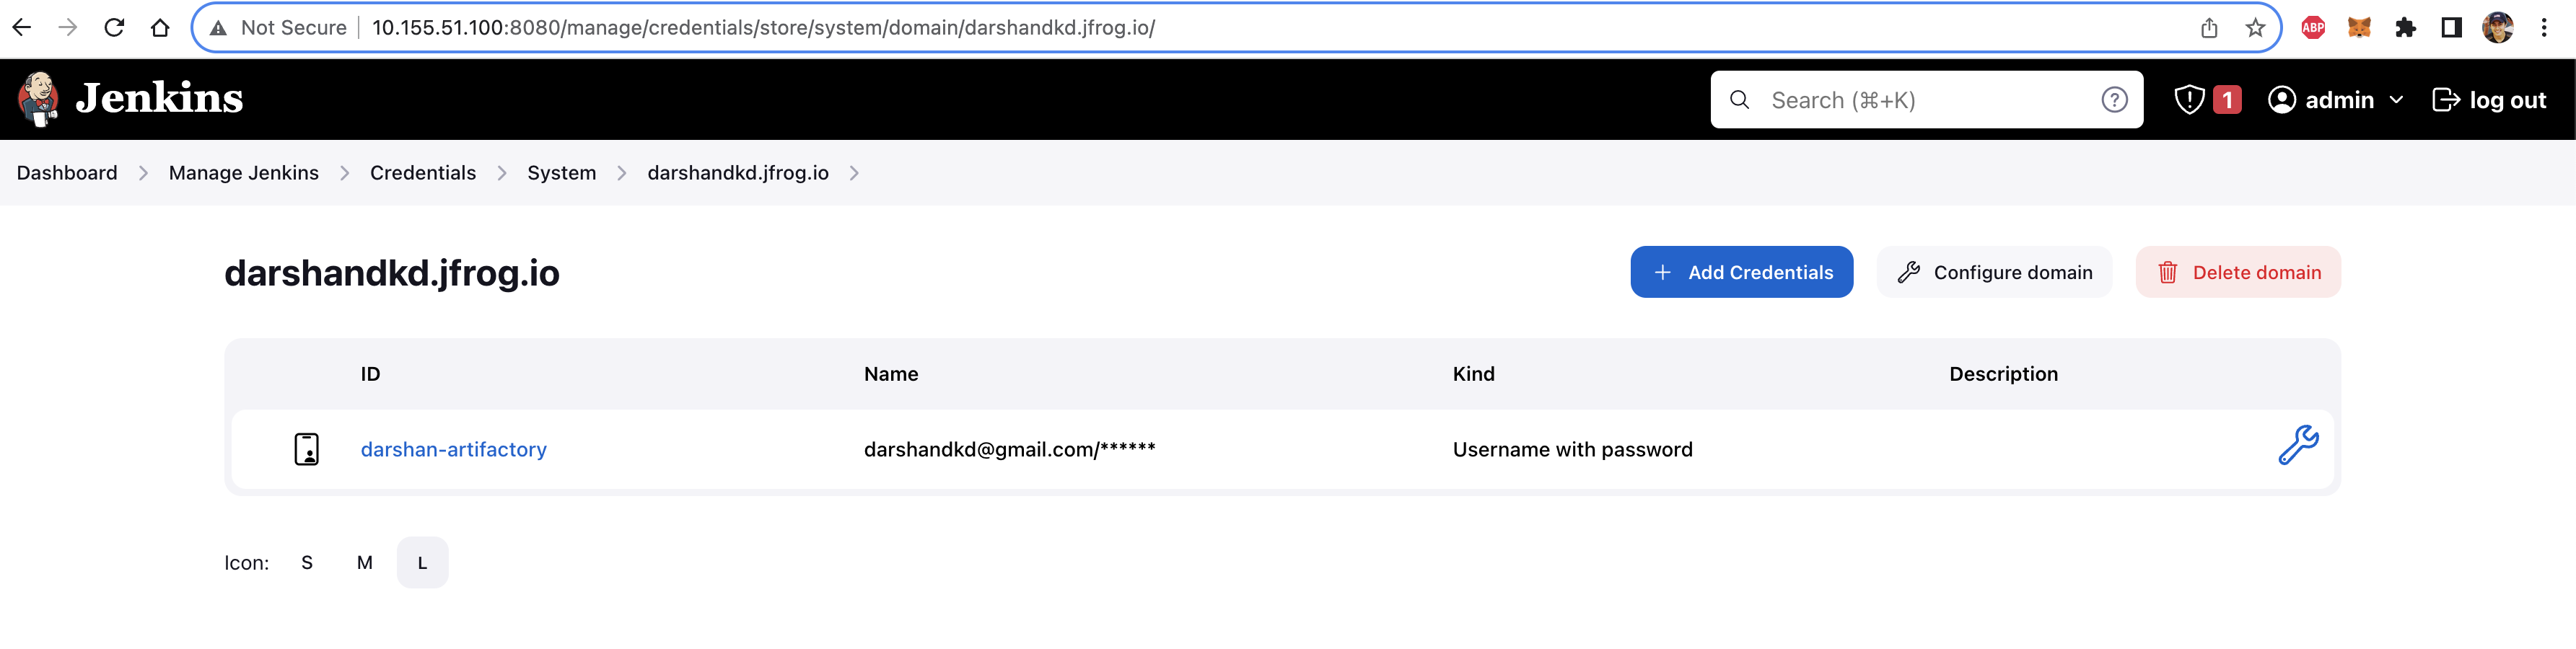 Not Secure 10.155.51.100:8080/manage/credentials/store/system/domain/darshandkd.jfrog.io/ ABP
Jenkins Search (⌘+K) ? 1 admin log out
Dashboard Manage Jenkins Credentials System darshandkd.jfrog.io
darshandkd.jfrog.io + Add Credentials Configure domain Delete domain
ID Name Kind Description
darshan-artifactory darshandkd@gmail.com/****** Username with password
Icon: S M L